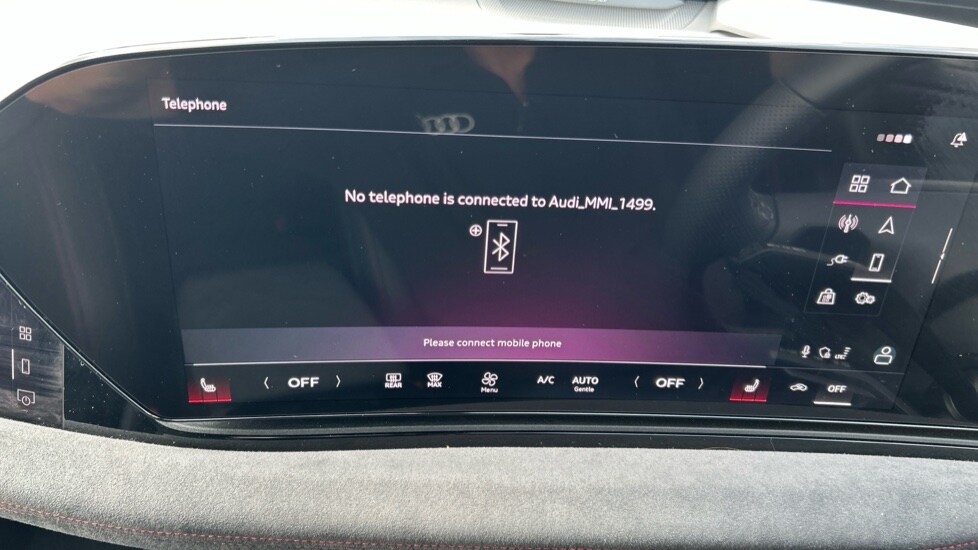 Telephone
No telephone is connected to Audi_MMI_1499.
Please connect mobile phone
LTE
OFF
REAR
MAX
Menu
A/C
AUTO
Gentle
OFF
OFF